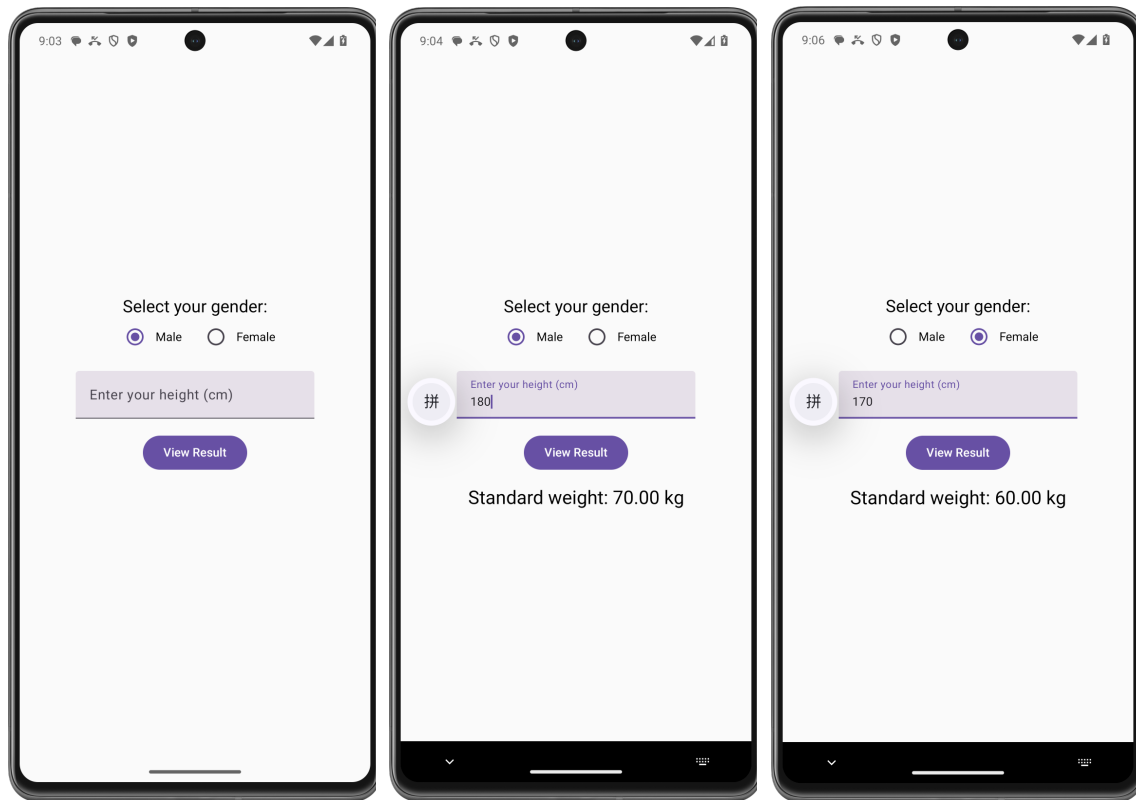 9:03
Select your gender:
Male Female
Enter your height (cm)
View Result
9:04
Select your gender:
Male Female
拼
Enter your height (cm)
180
View Result
Standard weight: 70.00 kg
9:06
Select your gender:
Male Female
拼
Enter your height (cm)
170
View Result
Standard weight: 60.00 kg